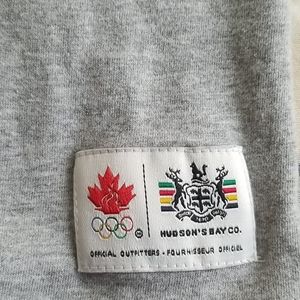 HUDSON'S BAY CO.
OFFICIAL OUTFITTERS - FOURNISSEUR OFFICIEL